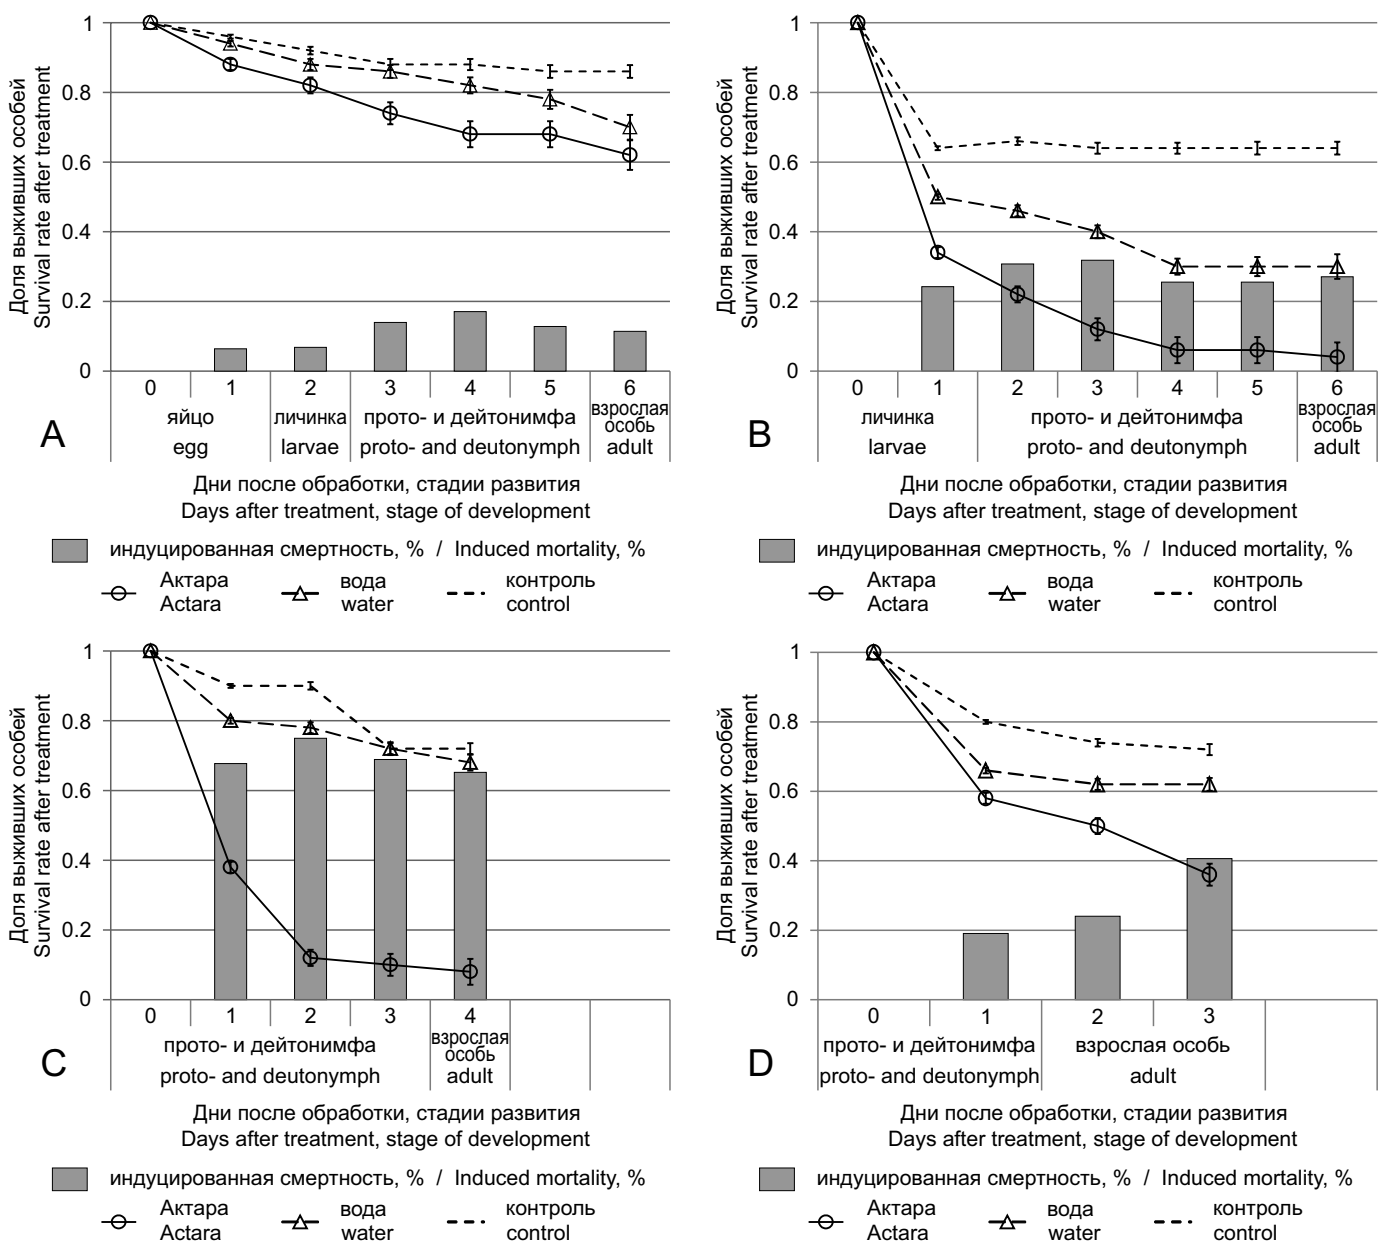 Доля выживших особей
Survival rate after treatment
1
0.8
0.6
0.4
0.2
0
0 1 2 3 4 5 6
яйцо личинка прото- и дейтонимфа взрослая особь
egg larvae proto- and deutonymph adult
A
Дни после обработки, стадии развития
Days after treatment, stage of development
индуцированная смертность, % / Induced mortality, %
Актара вода контроль
Actara water control
Доля выживших особей
Survival rate after treatment
1
0.8
0.6
0.4
0.2
0
0 1 2 3 4 5 6
личинка прото- и дейтонимфа взрослая особь
larvae proto- and deutonymph adult
B
Дни после обработки, стадии развития
Days after treatment, stage of development
индуцированная смертность, % / Induced mortality, %
Актара вода контроль
Actara water control
Доля выживших особей
Survival rate after treatment
1
0.8
0.6
0.4
0.2
0
0 1 2 3 4
прото- и дейтонимфа взрослая особь
proto- and deutonymph adult
C
Дни после обработки, стадии развития
Days after treatment, stage of development
индуцированная смертность, % / Induced mortality, %
Актара вода контроль
Actara water control
Доля выживших особей
Survival rate after treatment
1
0.8
0.6
0.4
0.2
0
0 1 2 3
прото- и дейтонимфа взрослая особь
proto- and deutonymph adult
D
Дни после обработки, стадии развития
Days after treatment, stage of development
индуцированная смертность, % / Induced mortality, %
Актара вода контроль
Actara water control